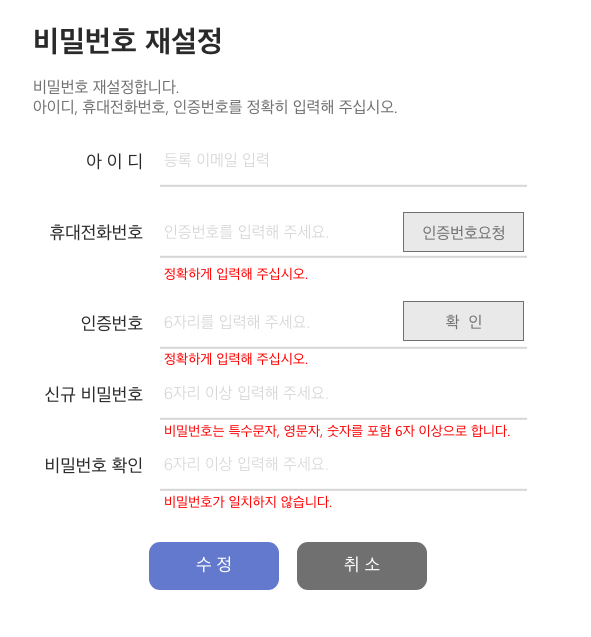 비밀번호 재설정
비밀번호 재설정합니다.
아이디, 휴대전화번호, 인증번호를 정확히 입력해 주십시오.
아 이 디 등록 이메일 입력
휴대전화번호 인증번호를 입력해 주세요. 인증번호요청
정확하게 입력해 주십시오.
인증번호 6자리를 입력해 주세요. 확 인
정확하게 입력해 주십시오.
신규 비밀번호 6자리 이상 입력해 주세요.
비밀번호는 특수문자, 영문자, 숫자를 포함 6자 이상으로 합니다.
비밀번호 확인 6자리 이상 입력해 주세요.
비밀번호가 일치하지 않습니다.
수 정 취 소